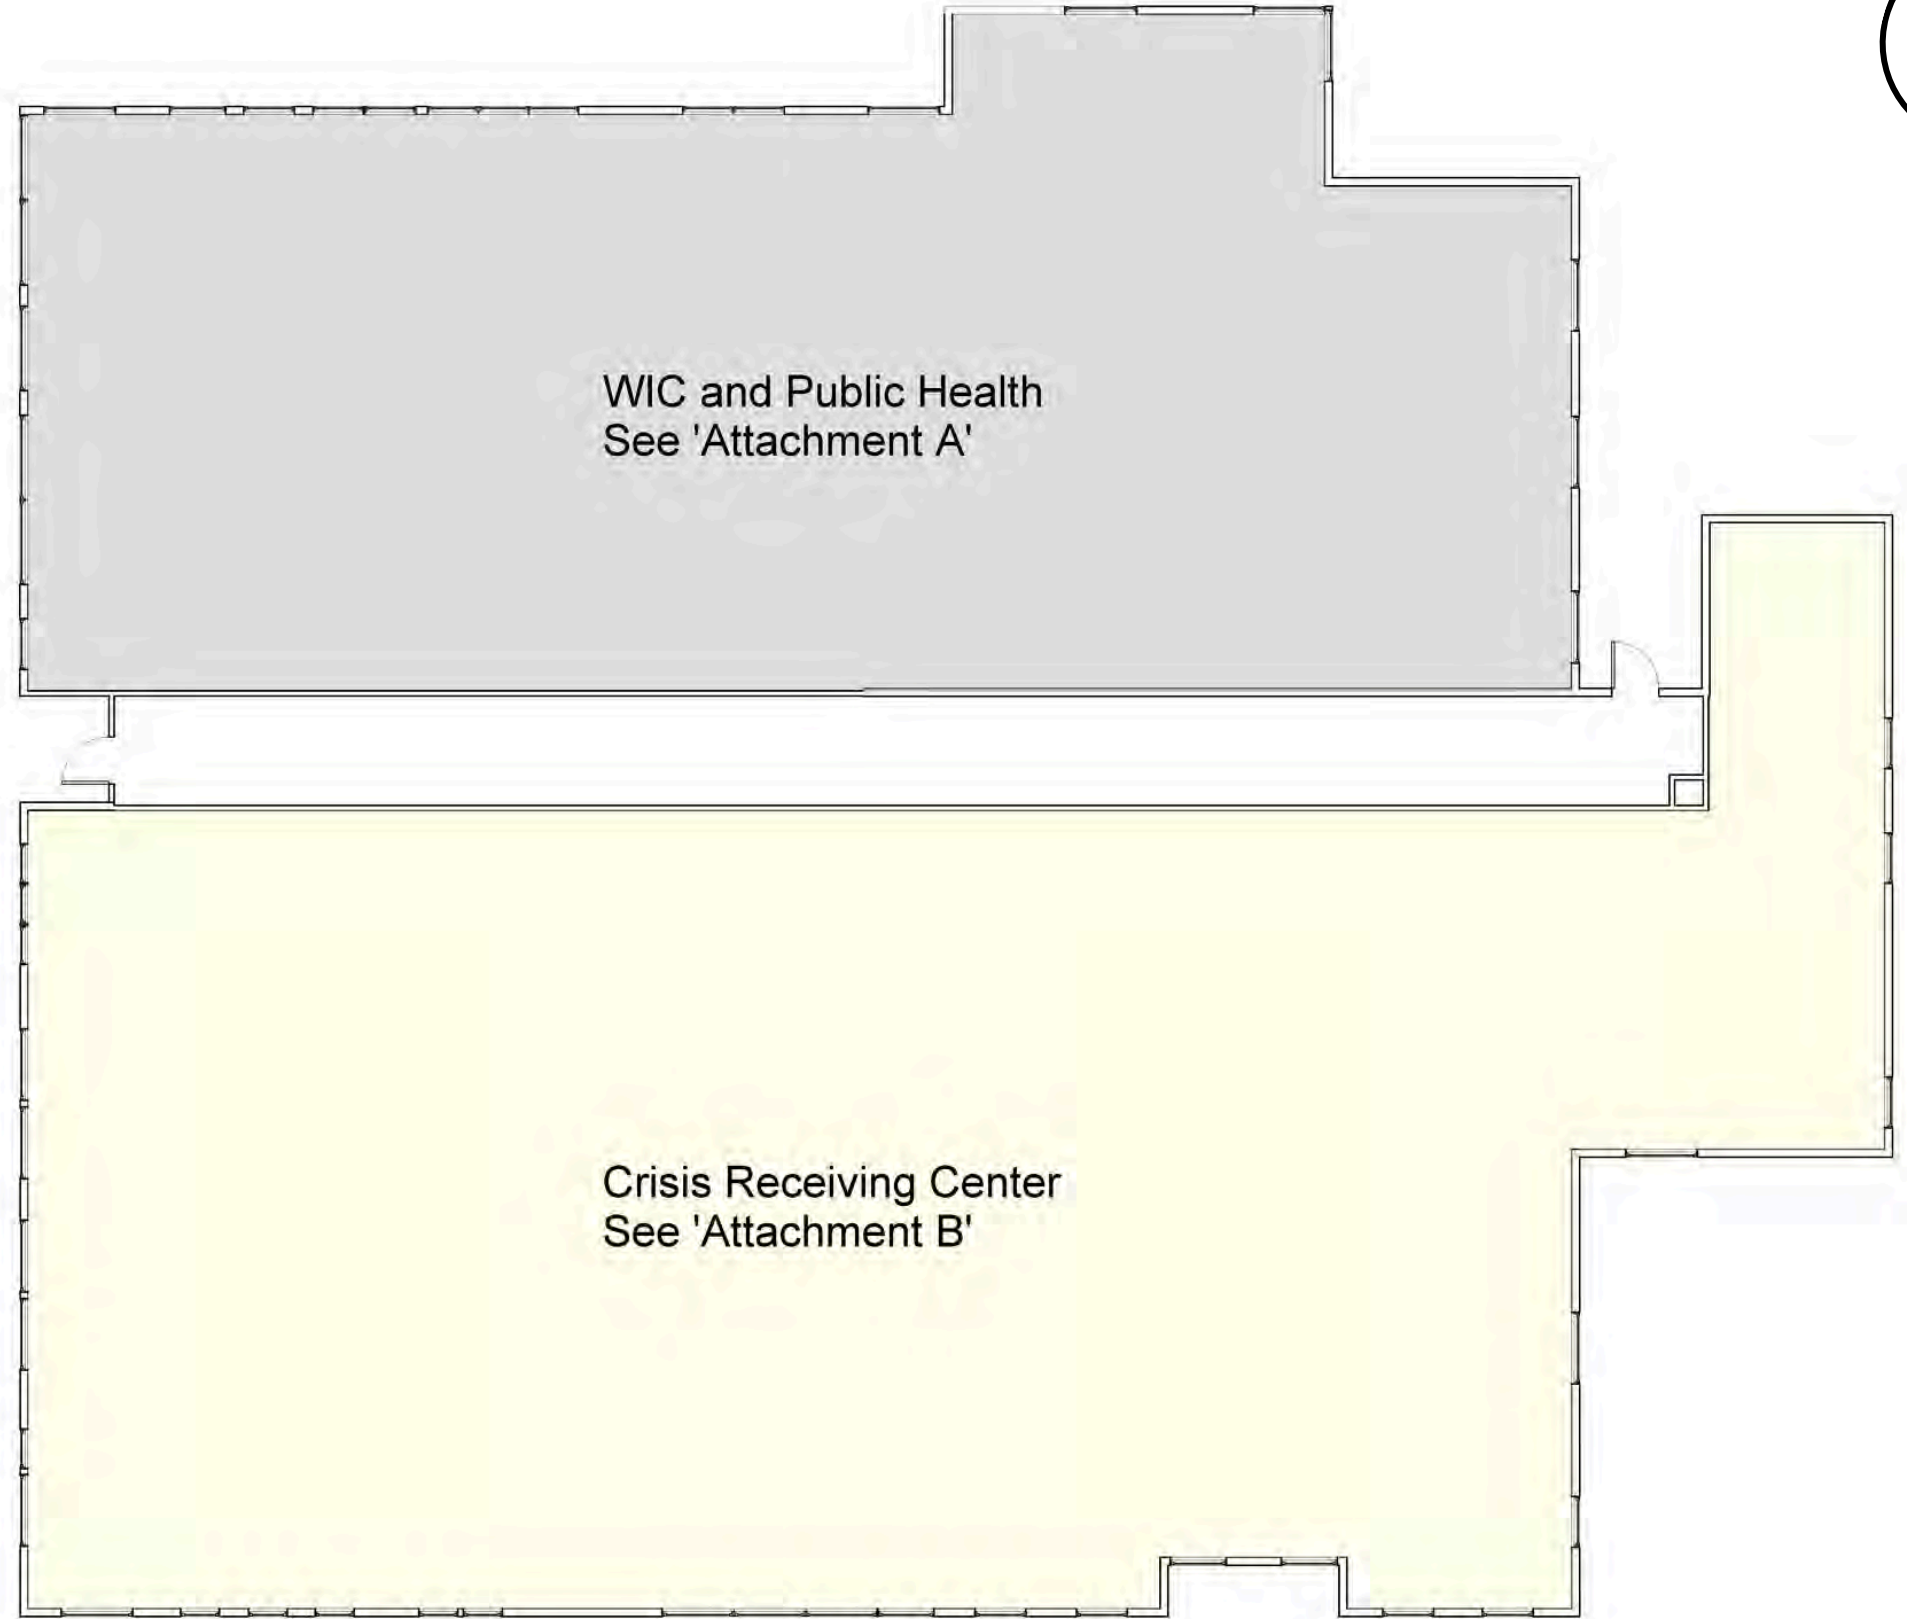 WIC and Public Health
See 'Attachment A'
Crisis Receiving Center
See 'Attachment B'